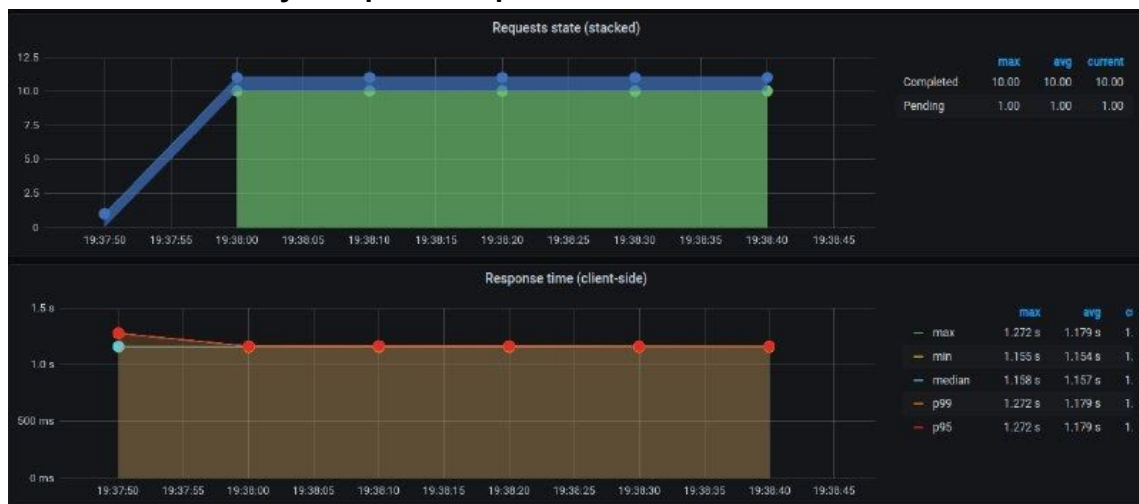 Requests state (stacked)
12.5
10.0
7.5
5.0
2.5
0
19:37:50 19:37:55 19:38:00 19:38:05 19:38:10 19:38:15 19:38:20 19:38:25 19:38:30 19:38:35 19:38:40 19:38:45
max avg current
Completed 10.00 10.00 10.00
Pending 1.00 1.00 1.00
Response time (client-side)
1.5 s
1.0 s
500 ms
0 ms
19:37:50 19:37:55 19:38:00 19:38:05 19:38:10 19:38:15 19:38:20 19:38:25 19:38:30 19:38:35 19:38:40 19:38:45
max avg
max 1.272 s 1.179 s 1.
min 1.155 s 1.154 s 1.
median 1.158 s 1.157 s 1.
p99 1.272 s 1.179 s 1.
p95 1.272 s 1.179 s 1.